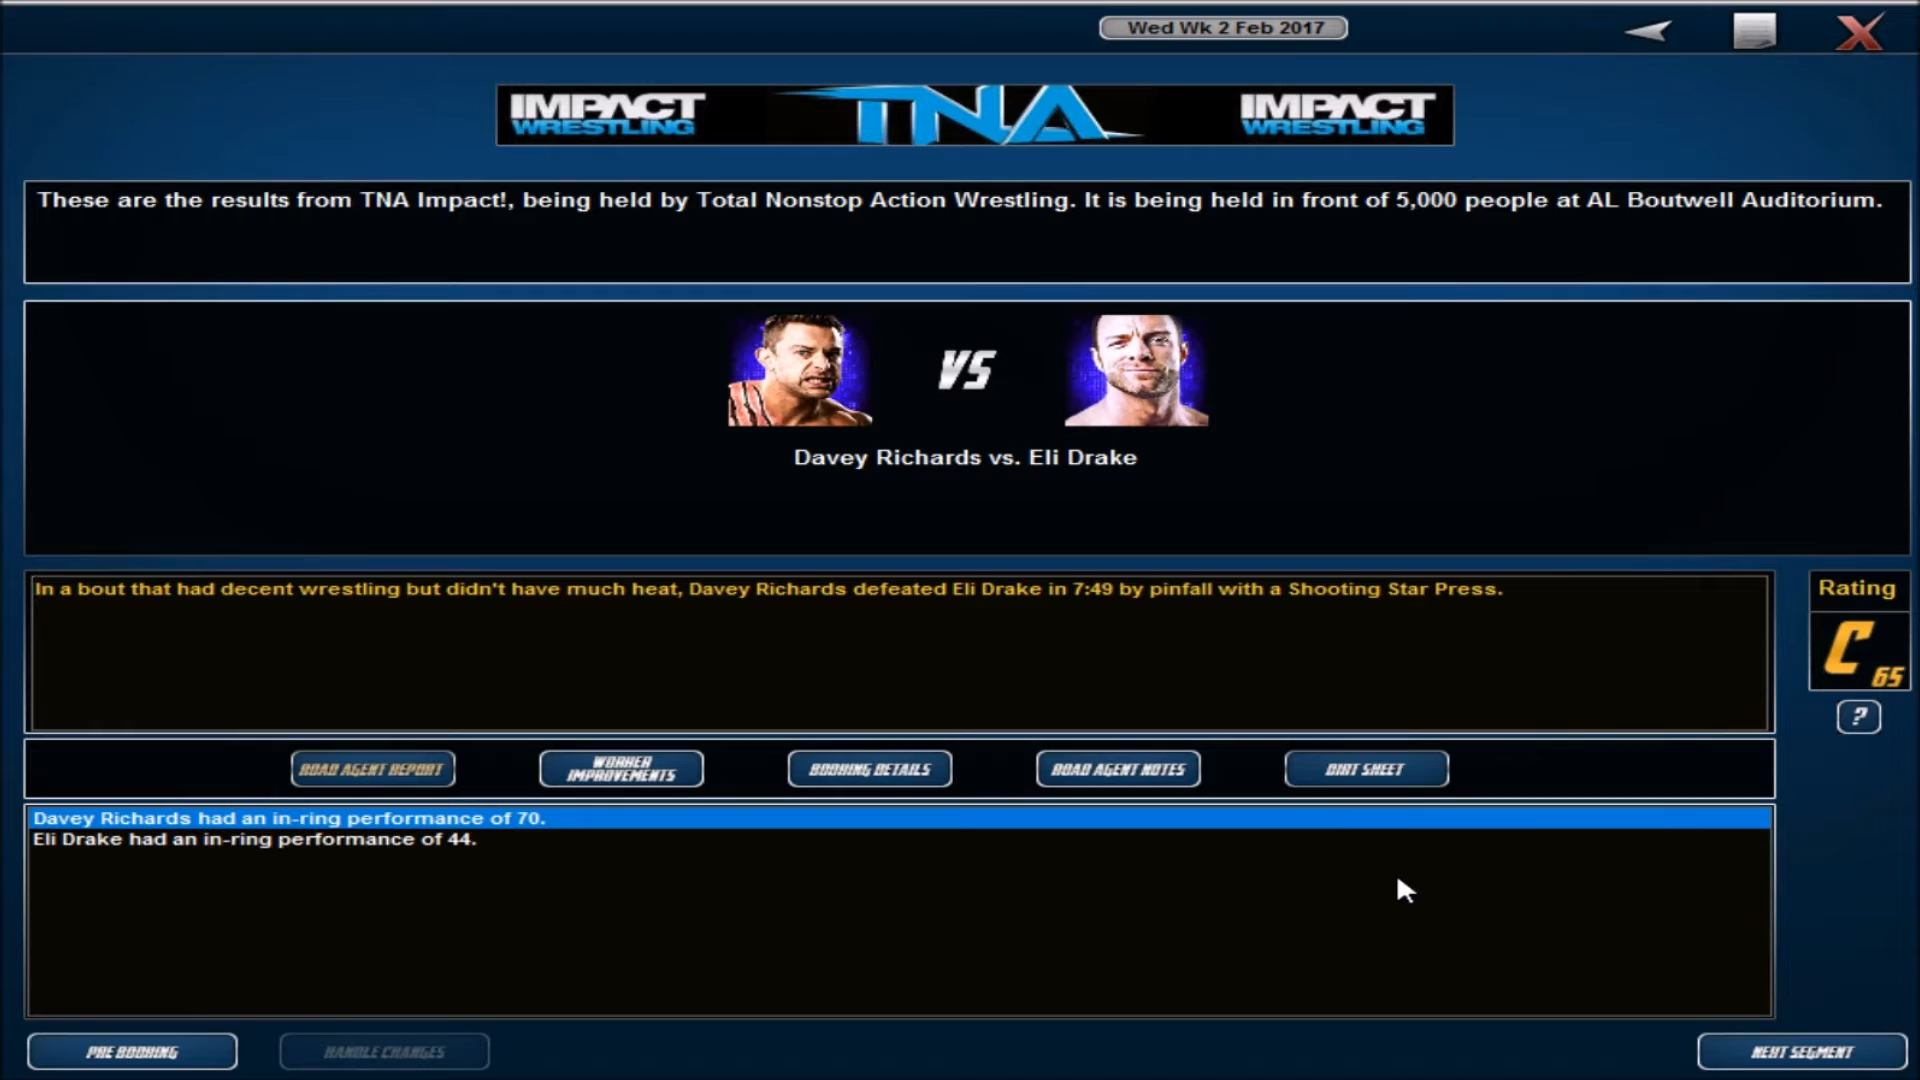 Wed Wk 2 Feb 2017
IMPACT WRESTLING
TNA
IMPACT WRESTLING
These are the results from TNA Impact!, being held by Total Nonstop Action Wrestling. It is being held in front of 5,000 people at AL Boutwell Auditorium.
VS
Davey Richards vs. Eli Drake
In a bout that had decent wrestling but didn't have much heat, Davey Richards defeated Eli Drake in 7:49 by pinfall with a Shooting Star Press.
Rating
C 65
?
ROAD AGENT REPORT
WORKER IMPROVEMENTS
BOOKING DETAILS
ROAD AGENT NOTES
DIRT SHEET
Davey Richards had an in-ring performance of 70.
Eli Drake had an in-ring performance of 44.
PRE BOOKING
HANDLE CHANGES
NEXT SEGMENT